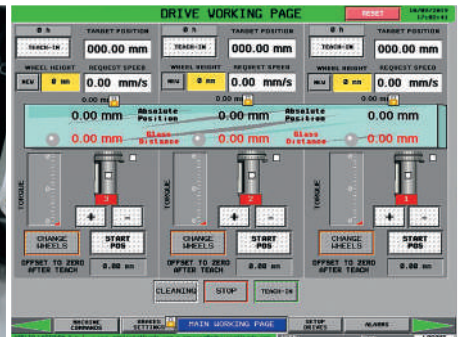 DRIVE WORKING PAGE
RESET
0 h TARGET POSITION 0 h TARGET POSITION 0 h TARGET POSITION
TEACH-IN 000.00 mm TEACH-IN 000.00 mm TEACH-IN 000.00 mm
WHEEL HEIGHT REQUEST SPEED WHEEL HEIGHT REQUEST SPEED WHEEL HEIGHT REQUEST SPEED
NEW 0 mm 0.00 mm/s NEW 0 mm 0.00 mm/s NEW 0 mm 0.00 mm/s
0.00 mm 0.00 m 0.00 m
0.00 mm Absolute Position 0.00 mm Absolute Position 0.00 mm
0.00 mm Glass Distance 0.00 mm Glass Distance 0.00 mm
TORQUE TORQUE TORQUE
3 2 1
+ - + - + -
CHANGE WHEELS START POS CHANGE WHEELS START POS CHANGE WHEELS START POS
OFFSET TO ZERO AFTER TEACH 0.00 mm OFFSET TO ZERO AFTER TEACH 0.00 mm OFFSET TO ZERO AFTER TEACH 0.00 mm
CLEANING STOP TEACH-IN
MACHINE COMMANDS SETTINGS MAIN WORKING PAGE SETUP DRIVES ALARMS